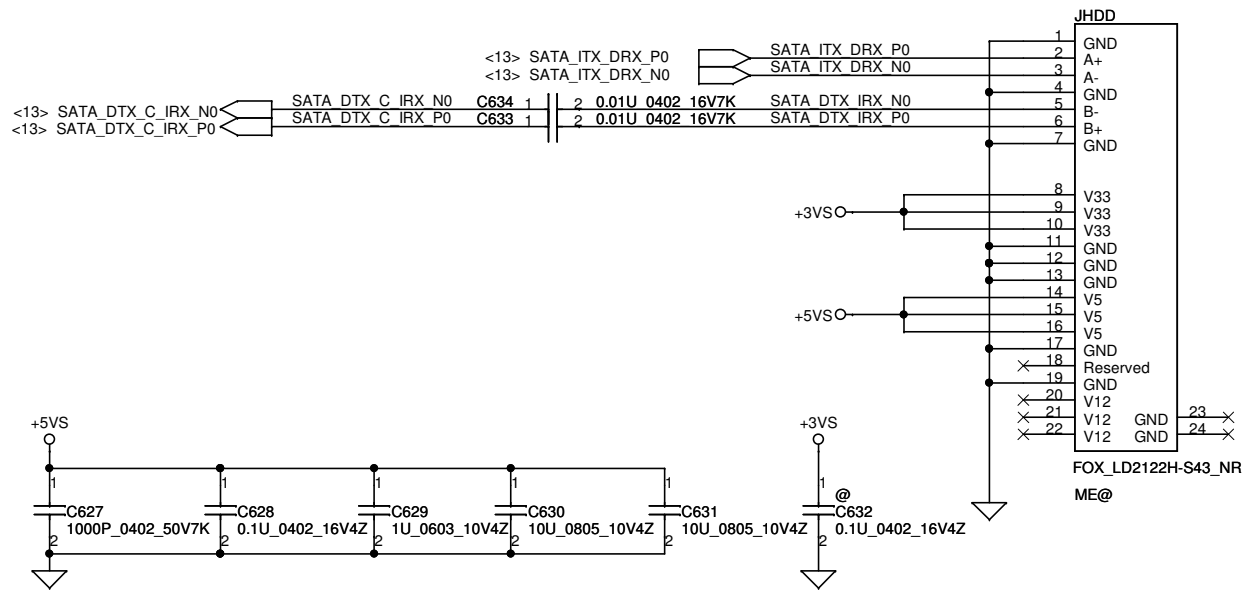 JHDD
1 GND
<13> SATA_ITX_DRX_P0 SATA_ITX_DRX_P0 2 A+
<13> SATA_ITX_DRX_N0 SATA_ITX_DRX_N0 3 A-
4 GND
<13> SATA_DTX_C_IRX_N0 SATA_DTX_C_IRX_N0 C634 1 2 0.01U_0402_16V7K SATA_DTX_IRX_N0 5 B-
<13> SATA_DTX_C_IRX_P0 SATA_DTX_C_IRX_P0 C633 1 2 0.01U_0402_16V7K SATA_DTX_IRX_P0 6 B+
7 GND
8 V33
+3VS 9 V33
10 V33
11 GND
12 GND
13 GND
14 V5
+5VS 15 V5
16 V5
17 GND
18 Reserved
19 GND
20 V12
21 V12 GND 23
22 V12 GND 24
FOX_LD2122H-S43_NR
ME@
+5VS +3VS
1 1 1 1 1 1 @
C627 C628 C629 C630 C631 C632
1000P_0402_50V7K 0.1U_0402_16V4Z 1U_0603_10V4Z 10U_0805_10V4Z 10U_0805_10V4Z 0.1U_0402_16V4Z
2 2 2 2 2 2